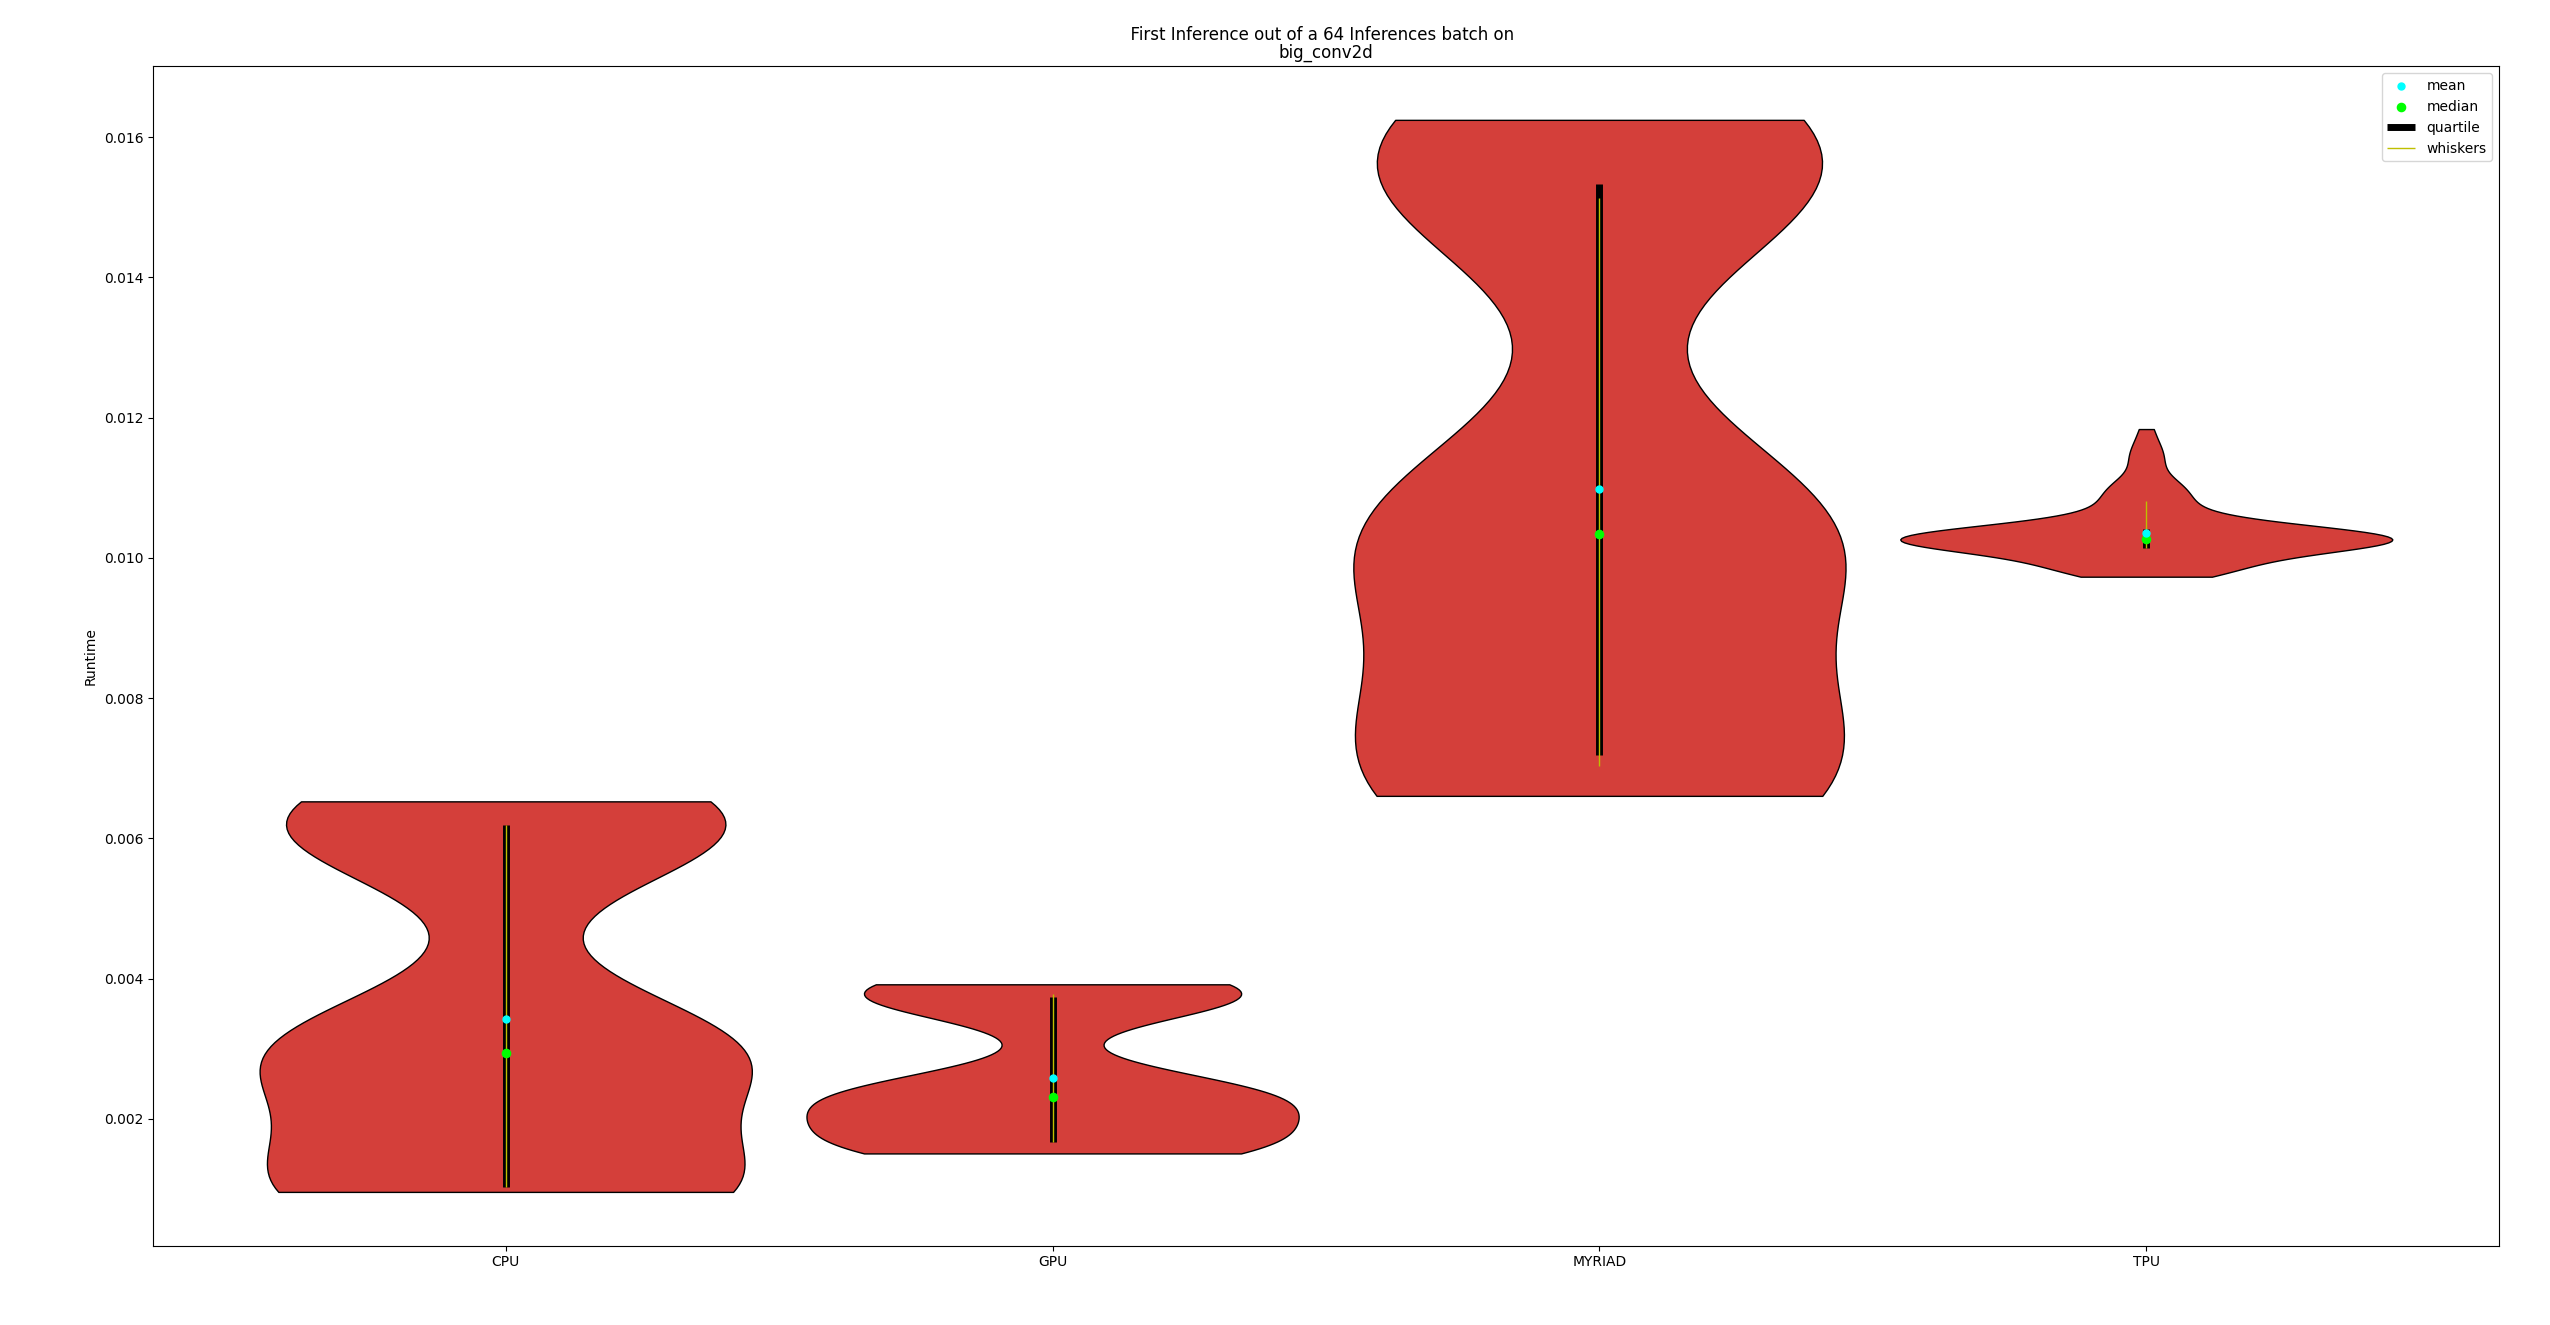 First Inference out of a 64 Inferences batch on
big_conv2d
mean
median
quartile
whiskers
0.016
0.014
0.012
0.010
0.008
0.006
0.004
0.002
Runtime
CPU
GPU
MYRIAD
TPU